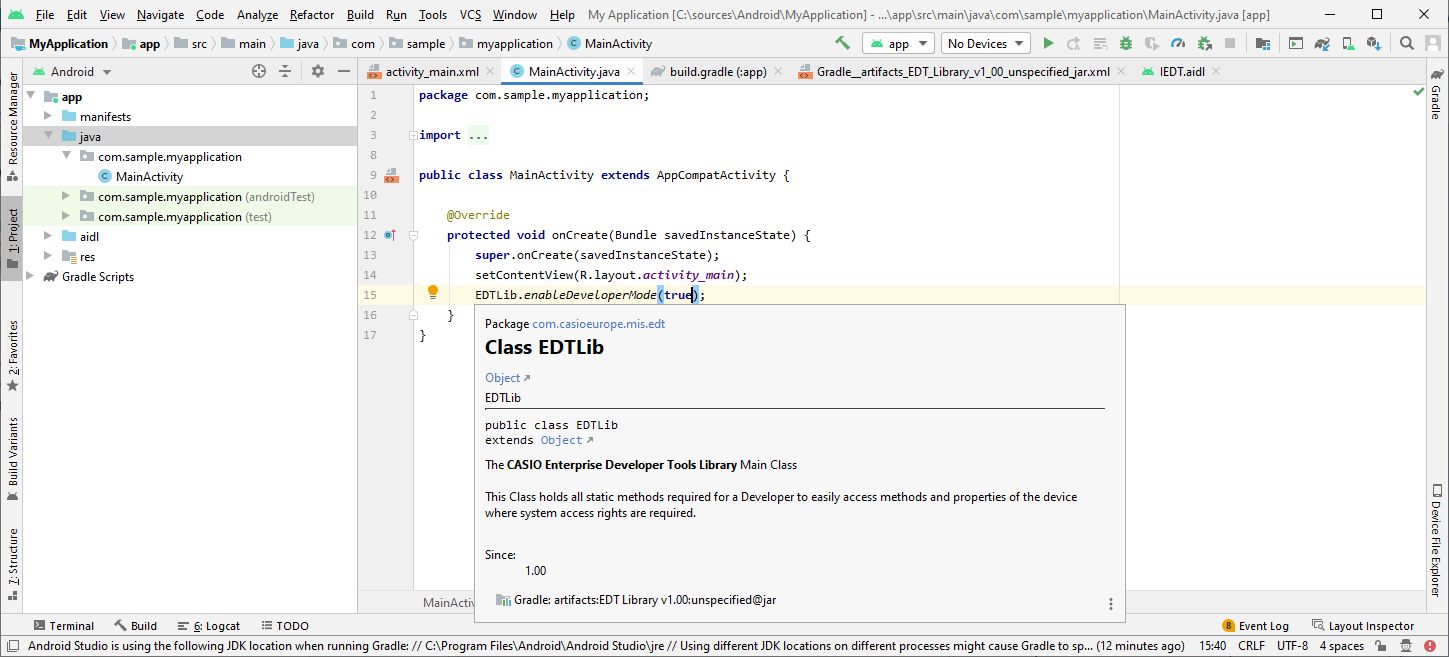 File Edit View Navigate Code Analyze Refactor Build Run Tools VCS Window Help My Application [C:\sources\Android\MyApplication] - ...\app\src\main\java\com\sample\myapplication\MainActivity.java [app]
MyApplication app src main java com sample myapplication MainActivity app No Devices
Resource Manager
1: Project
2: Favorites
Build Variants
7: Structure
Android
app
manifests
java
com.sample.myapplication
MainActivity
com.sample.myapplication (androidTest)
com.sample.myapplication (test)
aidl
res
Gradle Scripts
activity_main.xml MainActivity.java build.gradle (:app) Gradle__artifacts_EDT_Library_v1_00_unspecified_jar.xml IEDT.aidl
1 package com.sample.myapplication;
2
3 import ...
8
9 public class MainActivity extends AppCompatActivity {
10
11 @Override
12 protected void onCreate(Bundle savedInstanceState) {
13 super.onCreate(savedInstanceState);
14 setContentView(R.layout.activity_main);
15 EDTLib.enableDeveloperMode(true);
16 }
17 }
Package com.casioeurope.mis.edt
Class EDTLib
Object
EDTLib
public class EDTLib
extends Object
The CASIO Enterprise Developer Tools Library Main Class
This Class holds all static methods required for a Developer to easily access methods and properties of the device
where system access rights are required.
Since:
1.00
Gradle: artifacts:EDT Library v1.00:unspecified@jar
MainActiv
Gradle
Device File Explorer
Terminal Build 6: Logcat TODO 8 Event Log Layout Inspector
Android Studio is using the following JDK location when running Gradle: // C:\Program Files\Android\Android Studio\jre // Using different JDK locations on different processes might cause Gradle to sp... (12 minutes ago) 15:40 CRLF UTF-8 4 spaces